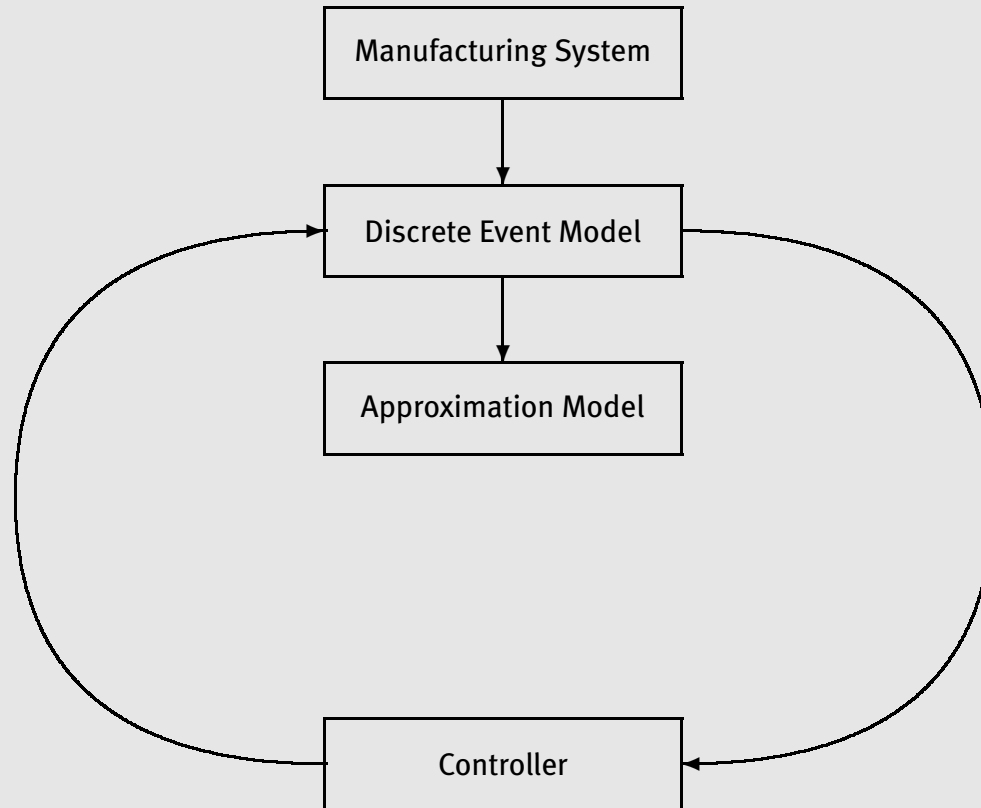 Manufacturing System
Discrete Event Model
Approximation Model
Controller